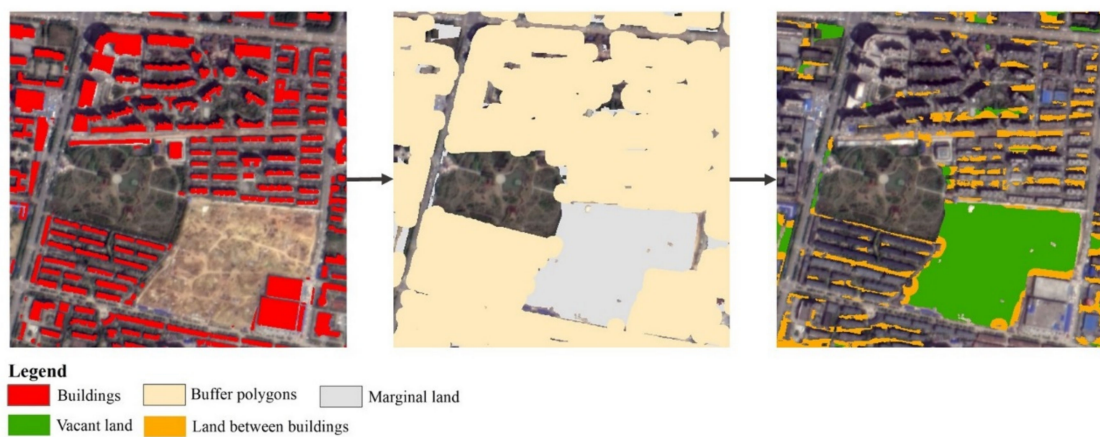 Legend
Buildings
Buffer polygons
Marginal land
Vacant land
Land between buildings